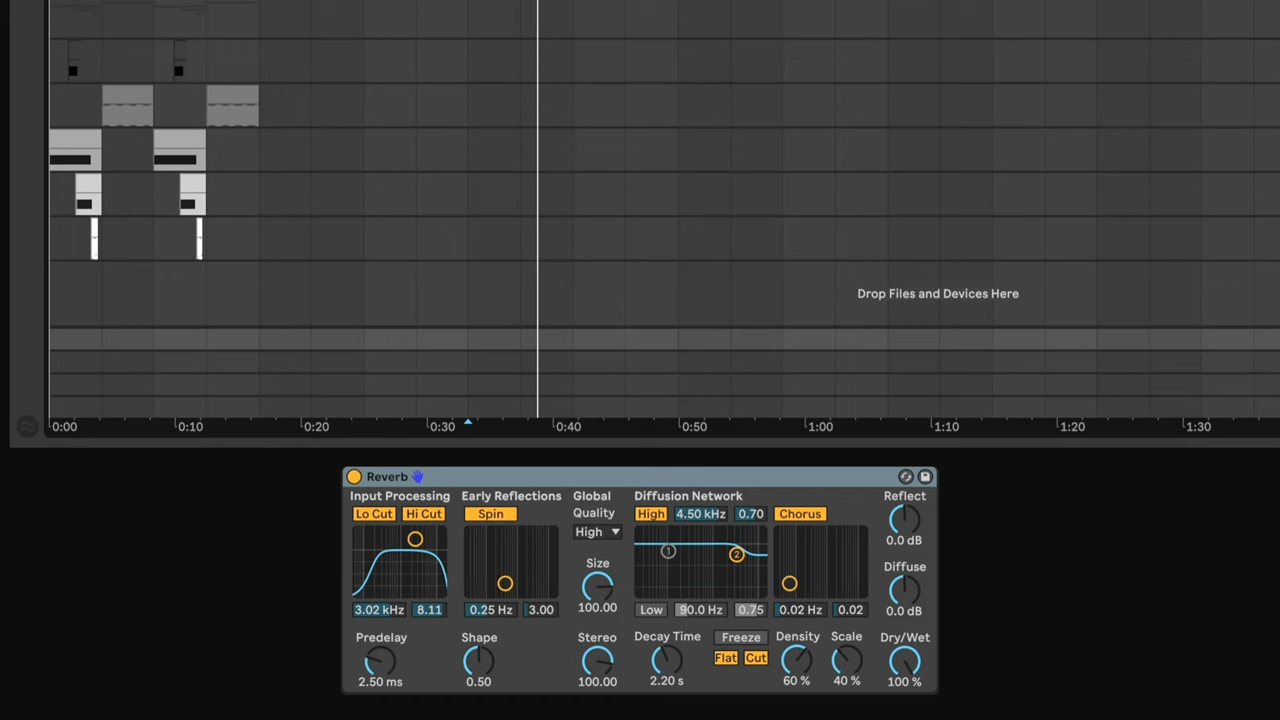 Drop Files and Devices Here
0:00 0:10 0:20 0:30 0:40 0:50 1:00 1:10 1:20 1:30
Reverb
Input Processing Early Reflections Global Diffusion Network Reflect
Lo Cut Hi Cut Spin Quality High 4.50 kHz 0.70 Chorus
High
1 2
0.0 dB
Size
Diffuse
100.00
3.02 kHz 8.11 0.25 Hz 3.00 Low 90.0 Hz 0.75 0.02 Hz 0.02 0.0 dB
Predelay Shape Stereo Decay Time Freeze Density Scale Dry/Wet
Flat Cut
2.50 ms 0.50 100.00 2.20 s 60 % 40 % 100 %